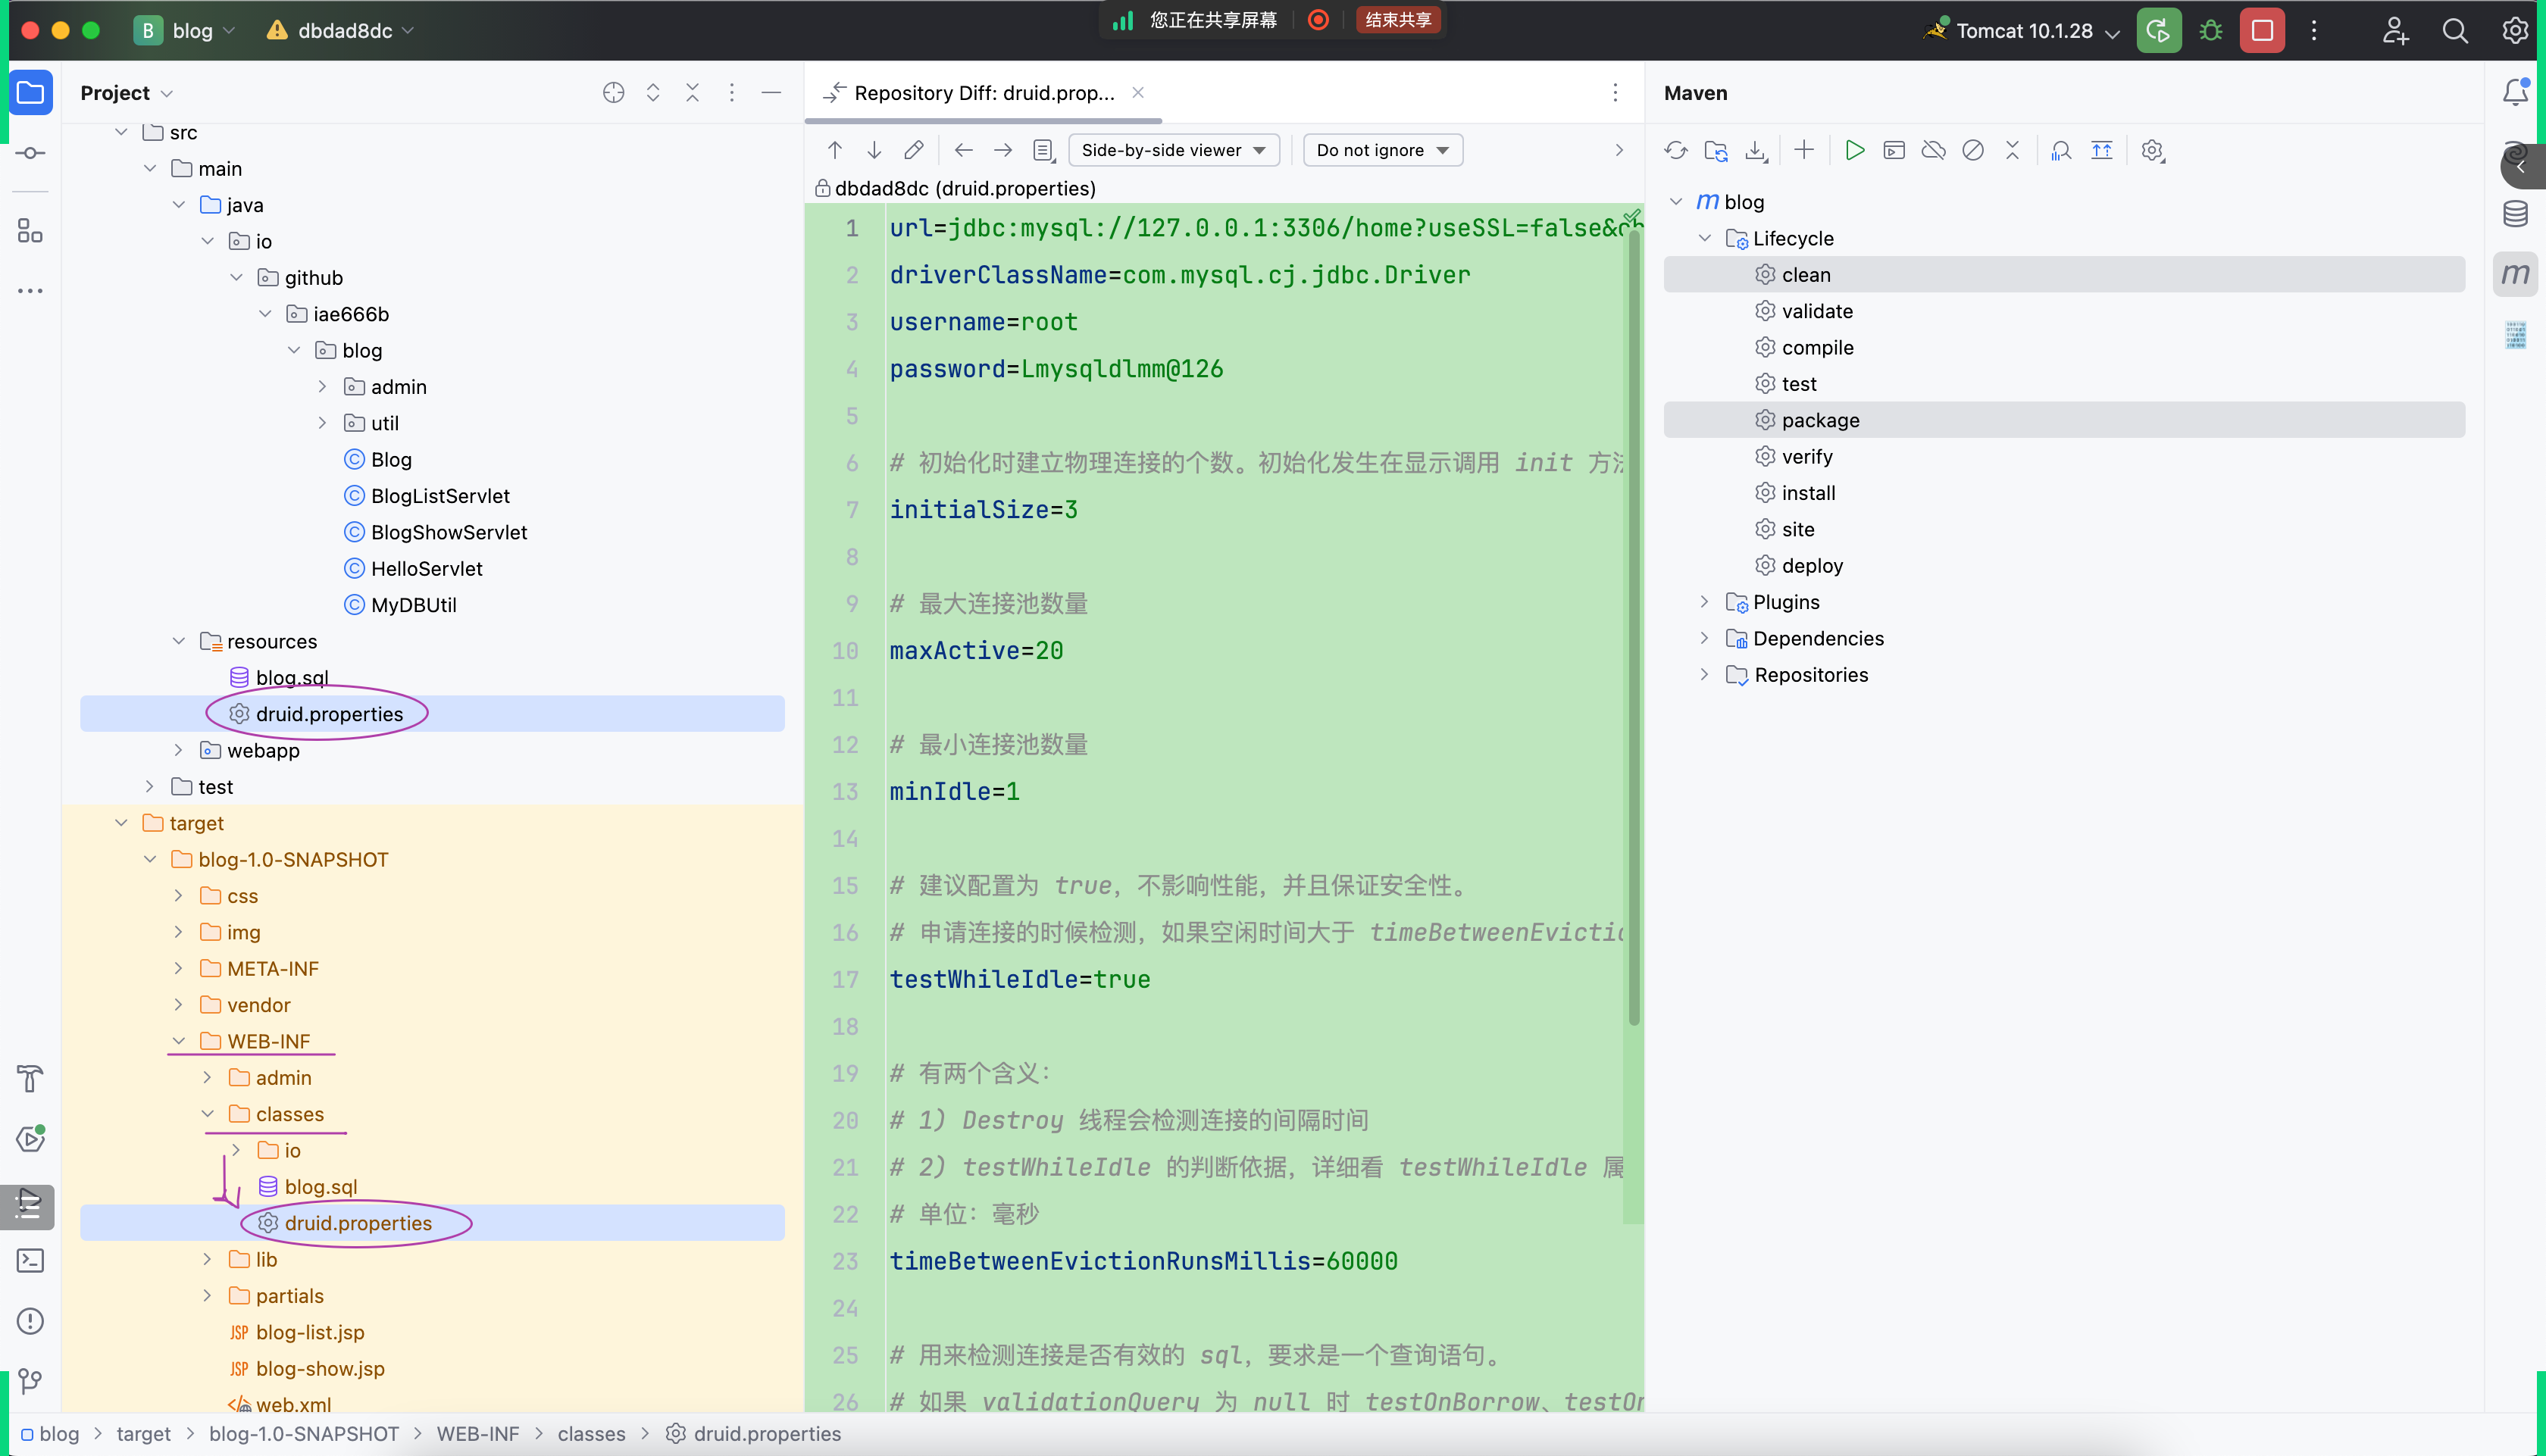 B blog dbdad8dc
您正在共享屏幕 结束共享
Tomcat 10.1.28
Project
src
main
java
io
github
iae666b
blog
admin
util
Blog
BlogListServlet
BlogShowServlet
HelloServlet
MyDBUtil
resources
blog.sql
druid.properties
webapp
test
target
blog-1.0-SNAPSHOT
css
img
META-INF
vendor
WEB-INF
admin
classes
io
blog.sql
druid.properties
lib
partials
JSP blog-list.jsp
JSP blog-show.jsp
web.xml
Repository Diff: druid.prop...
Side-by-side viewer Do not ignore
dbdad8dc (druid.properties)
1 url=jdbc:mysql://127.0.0.1:3306/home?useSSL=false&ch
2 driverClassName=com.mysql.cj.jdbc.Driver
3 username=root
4 password=Lmysqldlmm@126
5
6 # 初始化时建立物理连接的个数。初始化发生在显示调用 init 方法
7 initialSize=3
8
9 # 最大连接池数量
10 maxActive=20
11
12 # 最小连接池数量
13 minIdle=1
14
15 # 建议配置为 true，不影响性能，并且保证安全性。
16 # 申请连接的时候检测，如果空闲时间大于 timeBetweenEvictio
17 testWhileIdle=true
18
19 # 有两个含义：
20 # 1) Destroy 线程会检测连接的间隔时间
21 # 2) testWhileIdle 的判断依据，详细看 testWhileIdle 属
22 # 单位：毫秒
23 timeBetweenEvictionRunsMillis=60000
24
25 # 用来检测连接是否有效的 sql，要求是一个查询语句。
26 # 如果 validationQuery 为 null 时 testOnBorrow、testOn
Maven
m blog
Lifecycle
clean
validate
compile
test
package
verify
install
site
deploy
Plugins
Dependencies
Repositories
m
blog > target > blog-1.0-SNAPSHOT > WEB-INF > classes > druid.properties